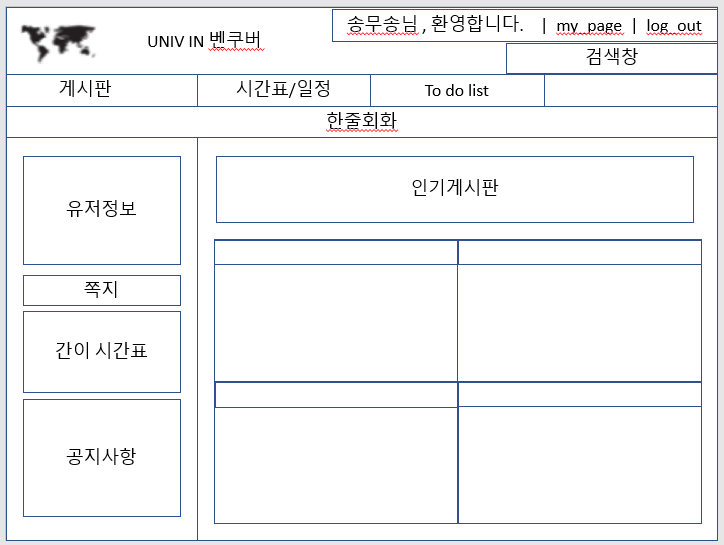 송무송님 , 환영합니다. | my_page | log_out
UNIV IN 벤쿠버
검색창
게시판 시간표/일정 To do list
한줄회화
유저정보
인기게시판
쪽지
간이 시간표
공지사항